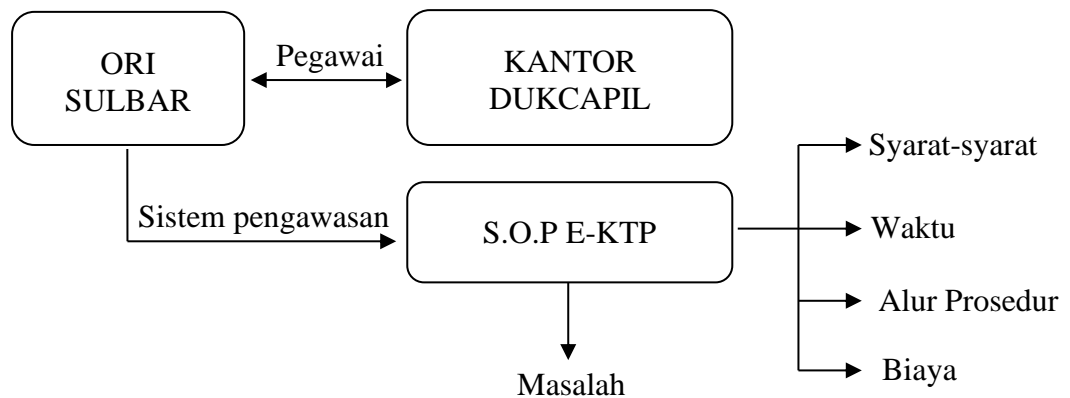 ORI
SULBAR
Pegawai
KANTOR
DUKCAPIL
Sistem pengawasan
S.O.P E-KTP
Syarat-syarat
Waktu
Alur Prosedur
Biaya
Masalah